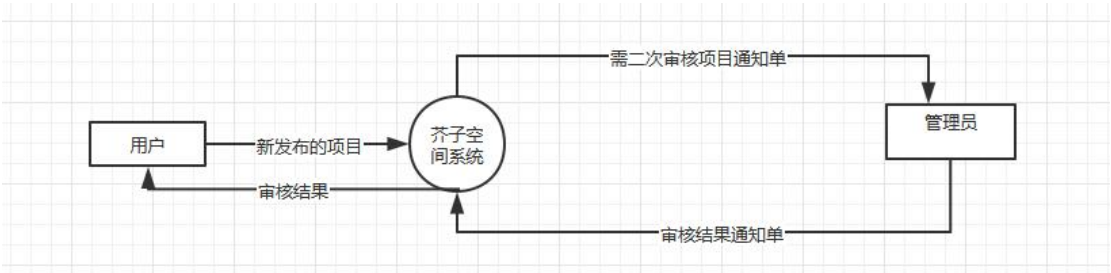 需二次审核项目通知单
管理员
用户
新发布的项目
芥子空
间系统
审核结果
审核结果通知单